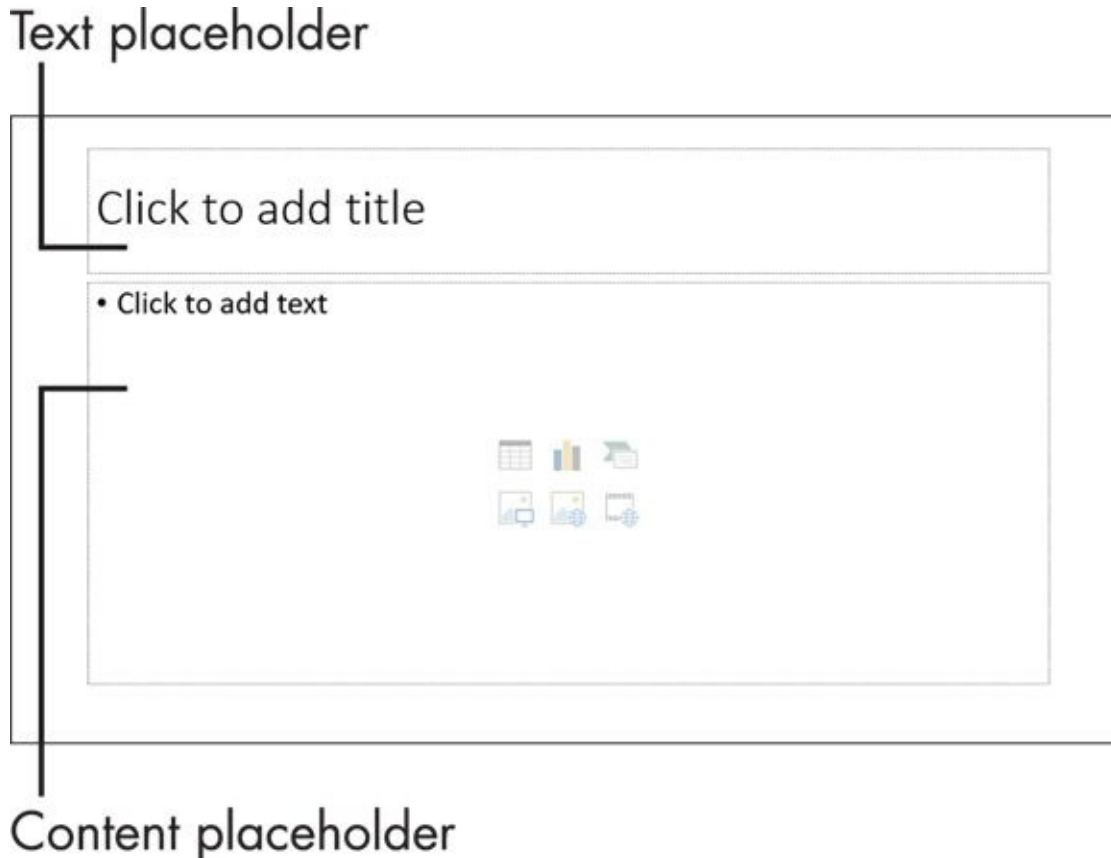 Text placeholder
Click to add title
• Click to add text
Content placeholder